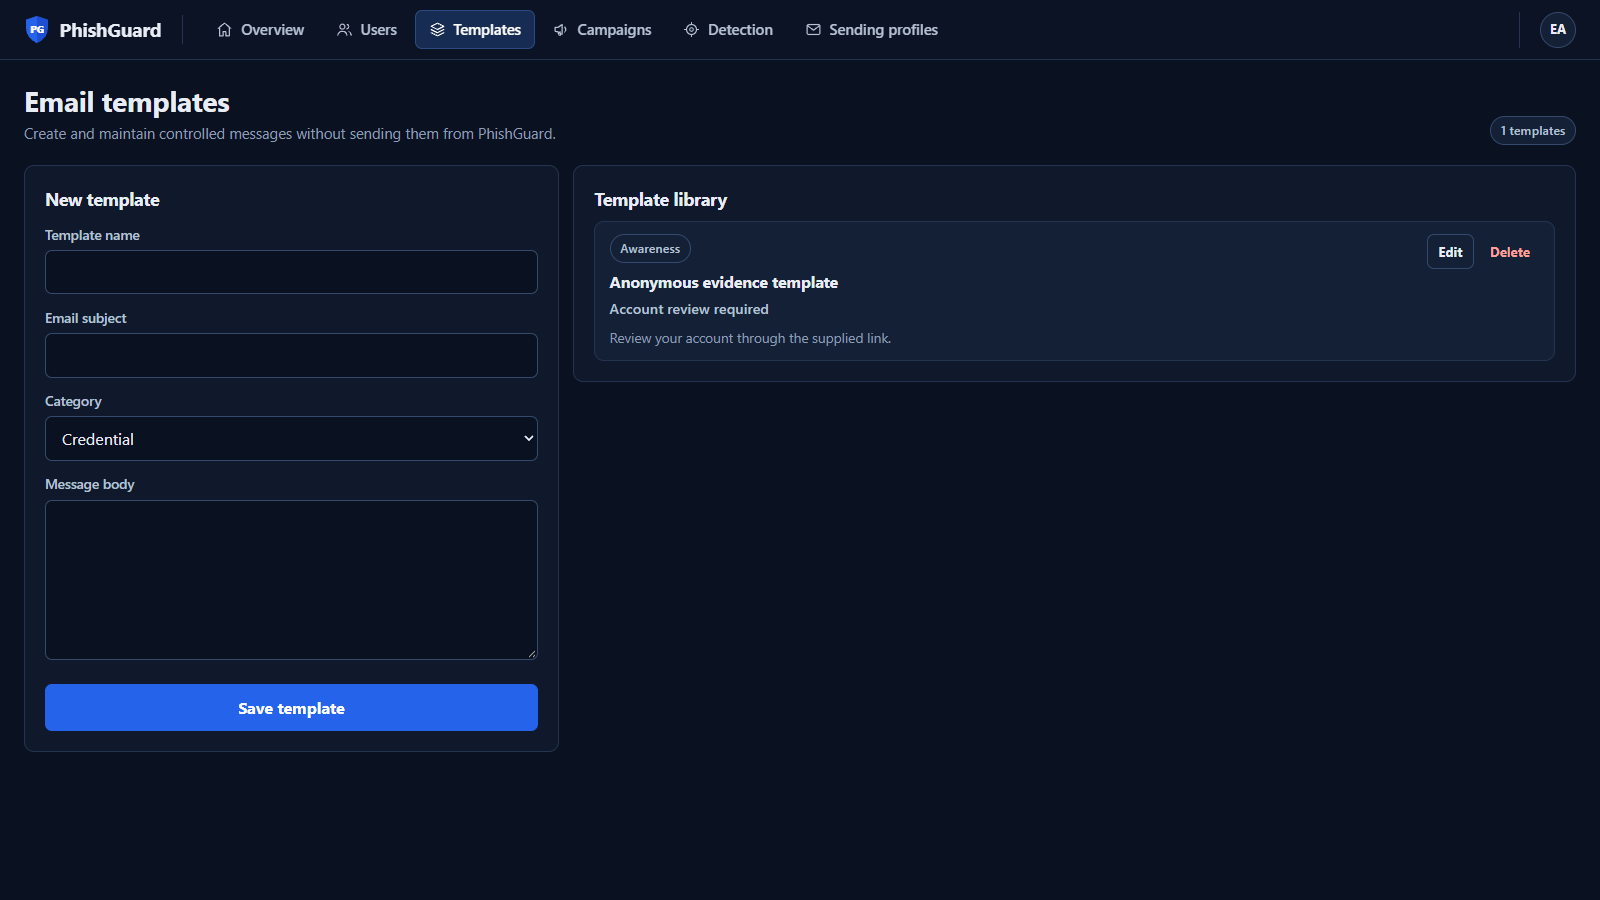 PG PhishGuard Overview Users Templates Campaigns Detection Sending profiles EA
Email templates
Create and maintain controlled messages without sending them from PhishGuard.
1 templates
New template
Template name
Email subject
Category
Credential
Message body
Save template
Template library
Awareness
Edit Delete
Anonymous evidence template
Account review required
Review your account through the supplied link.